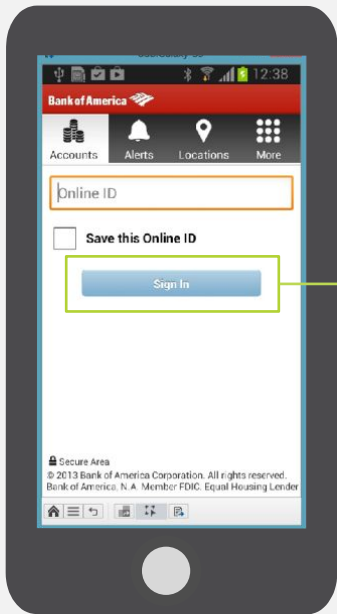 12:38
Bank of America
Accounts Alerts Locations More
Online ID
Save this Online ID
Sign In
Secure Area
© 2013 Bank of America Corporation. All rights reserved.
Bank of America, N.A. Member FDIC. Equal Housing Lender